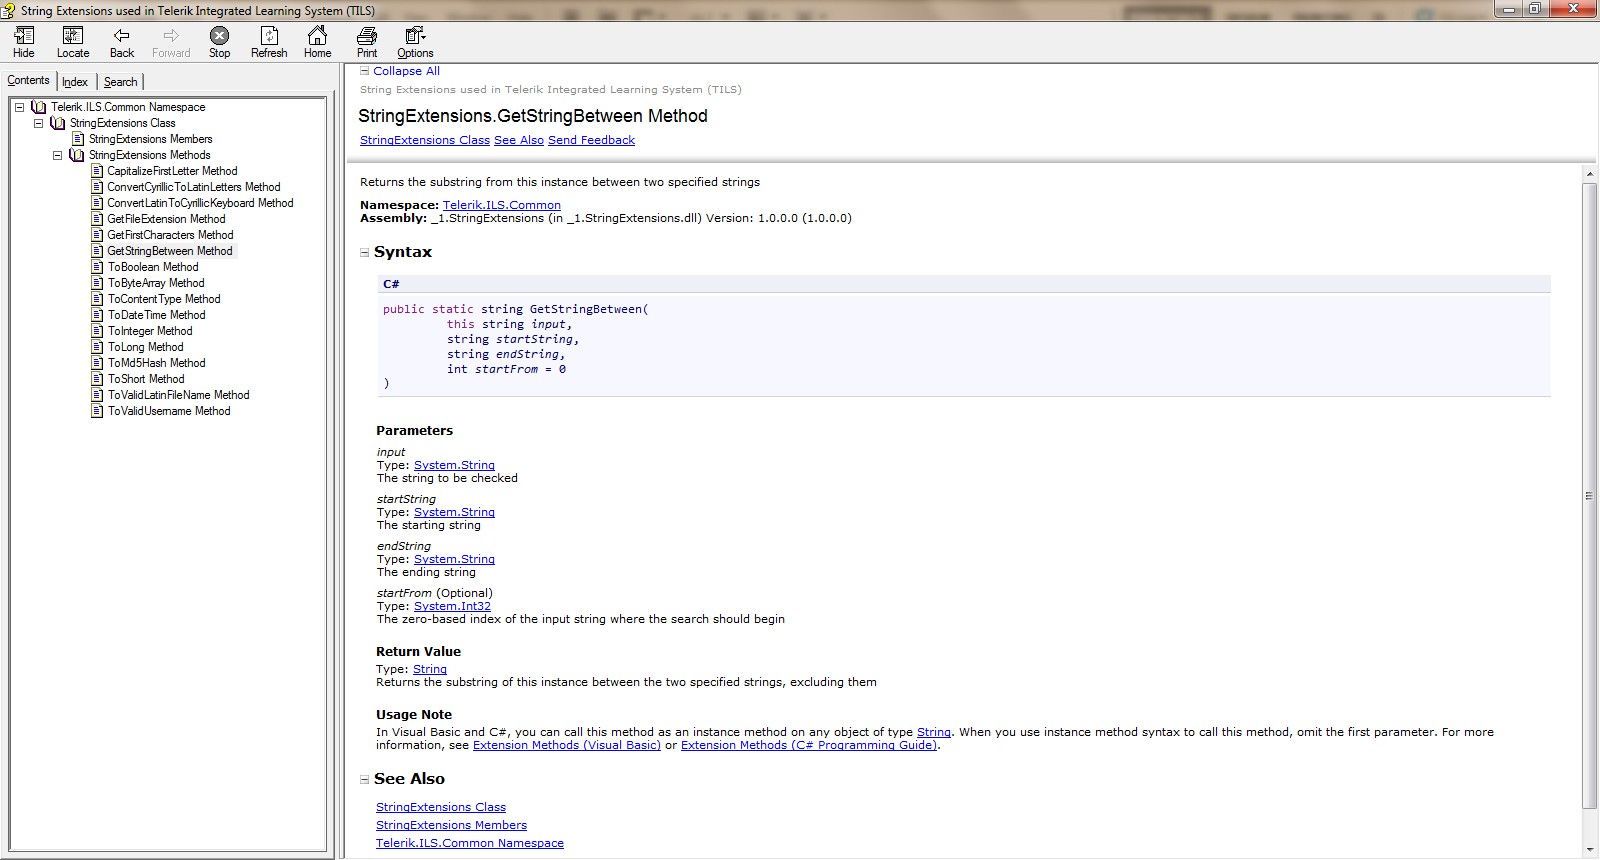 String Extensions used in Telerik Integrated Learning System (TILS)
Hide Locate Back Forward Stop Refresh Home Print Options
Contents Index Search
Telerik.ILS.Common Namespace
StringExtensions Class
StringExtensions Members
StringExtensions Methods
CapitalizeFirstLetter Method
ConvertCyrillicToLatinLetters Method
ConvertLatinToCyrillicKeyboard Method
GetFileExtension Method
GetFirstCharacters Method
GetStringBetween Method
ToBoolean Method
ToByteArray Method
ToContentType Method
ToDateTime Method
ToInteger Method
ToLong Method
ToMd5Hash Method
ToShort Method
ToValidLatinFileName Method
ToValidUsername Method
Collapse All
String Extensions used in Telerik Integrated Learning System (TILS)
StringExtensions.GetStringBetween Method
StringExtensions Class See Also Send Feedback
Returns the substring from this instance between two specified strings
Namespace: Telerik.ILS.Common
Assembly: _1.StringExtensions (in _1.StringExtensions.dll) Version: 1.0.0.0 (1.0.0.0)
Syntax
C#
public static string GetStringBetween(
this string input,
string startString,
string endString,
int startFrom = 0
)
Parameters
input
Type: System.String
The string to be checked
startString
Type: System.String
The starting string
endString
Type: System.String
The ending string
startFrom (Optional)
Type: System.Int32
The zero-based index of the input string where the search should begin
Return Value
Type: String
Returns the substring of this instance between the two specified strings, excluding them
Usage Note
In Visual Basic and C#, you can call this method as an instance method on any object of type String. When you use instance method syntax to call this method, omit the first parameter. For more
information, see Extension Methods (Visual Basic) or Extension Methods (C# Programming Guide).
See Also
StringExtensions Class
StringExtensions Members
Telerik.ILS.Common Namespace